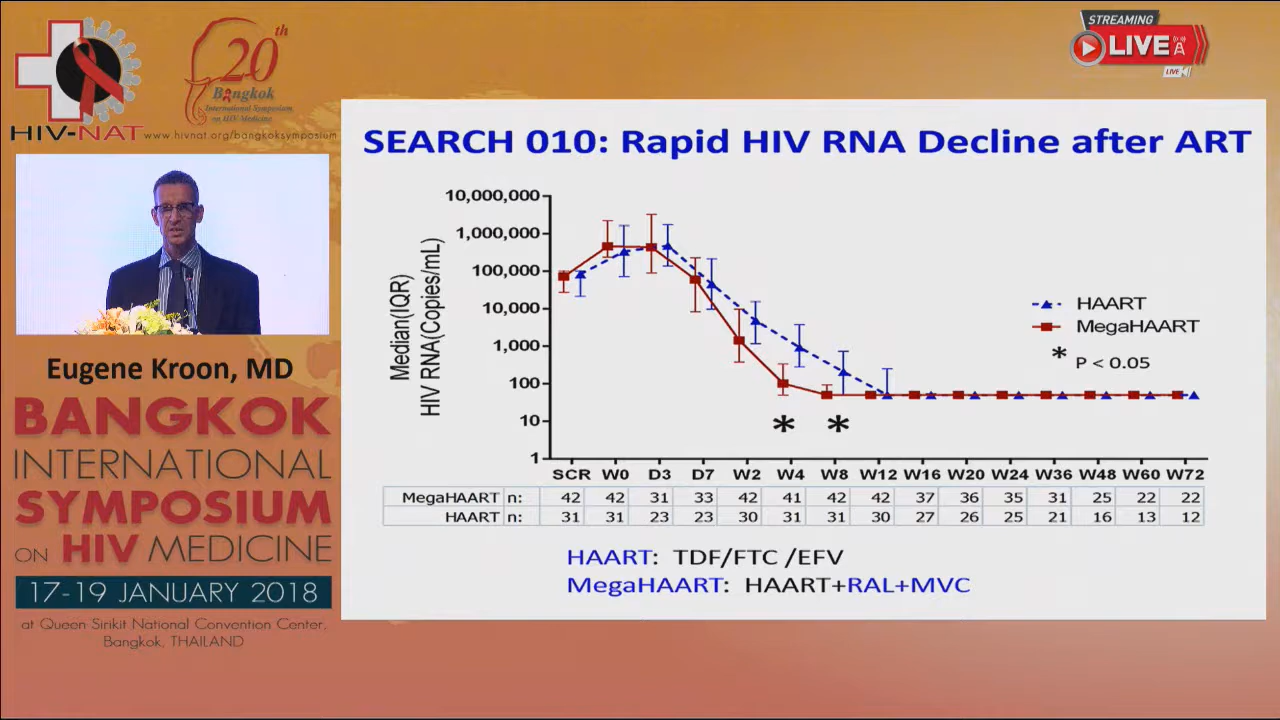 STREAMING
LIVE
LIVE
HIV-NAT
20th
Bangkok
International Symposium
on HIV Medicine
www.hivnat.org/bangkoksymposium
Eugene Kroon, MD
BANGKOK
INTERNATIONAL
SYMPOSIUM
ON HIV MEDICINE
17-19 JANUARY 2018
at Queen Sirikit National Convention Center,
Bangkok, THAILAND
SEARCH 010: Rapid HIV RNA Decline after ART
Median(IQR)
HIV RNA(Copies/mL)
10,000,000
1,000,000
100,000
10,000
1,000
100
10
1
HAART
MegaHAART
* P < 0.05
* *
SCR W0 D3 D7 W2 W4 W8 W12 W16 W20 W24 W36 W48 W60 W72
MegaHAART n: 42 42 31 33 42 41 42 42 37 36 35 31 25 22 22
HAART n: 31 31 23 23 30 31 31 30 27 26 25 21 16 13 12
HAART: TDF/FTC /EFV
MegaHAART: HAART+RAL+MVC